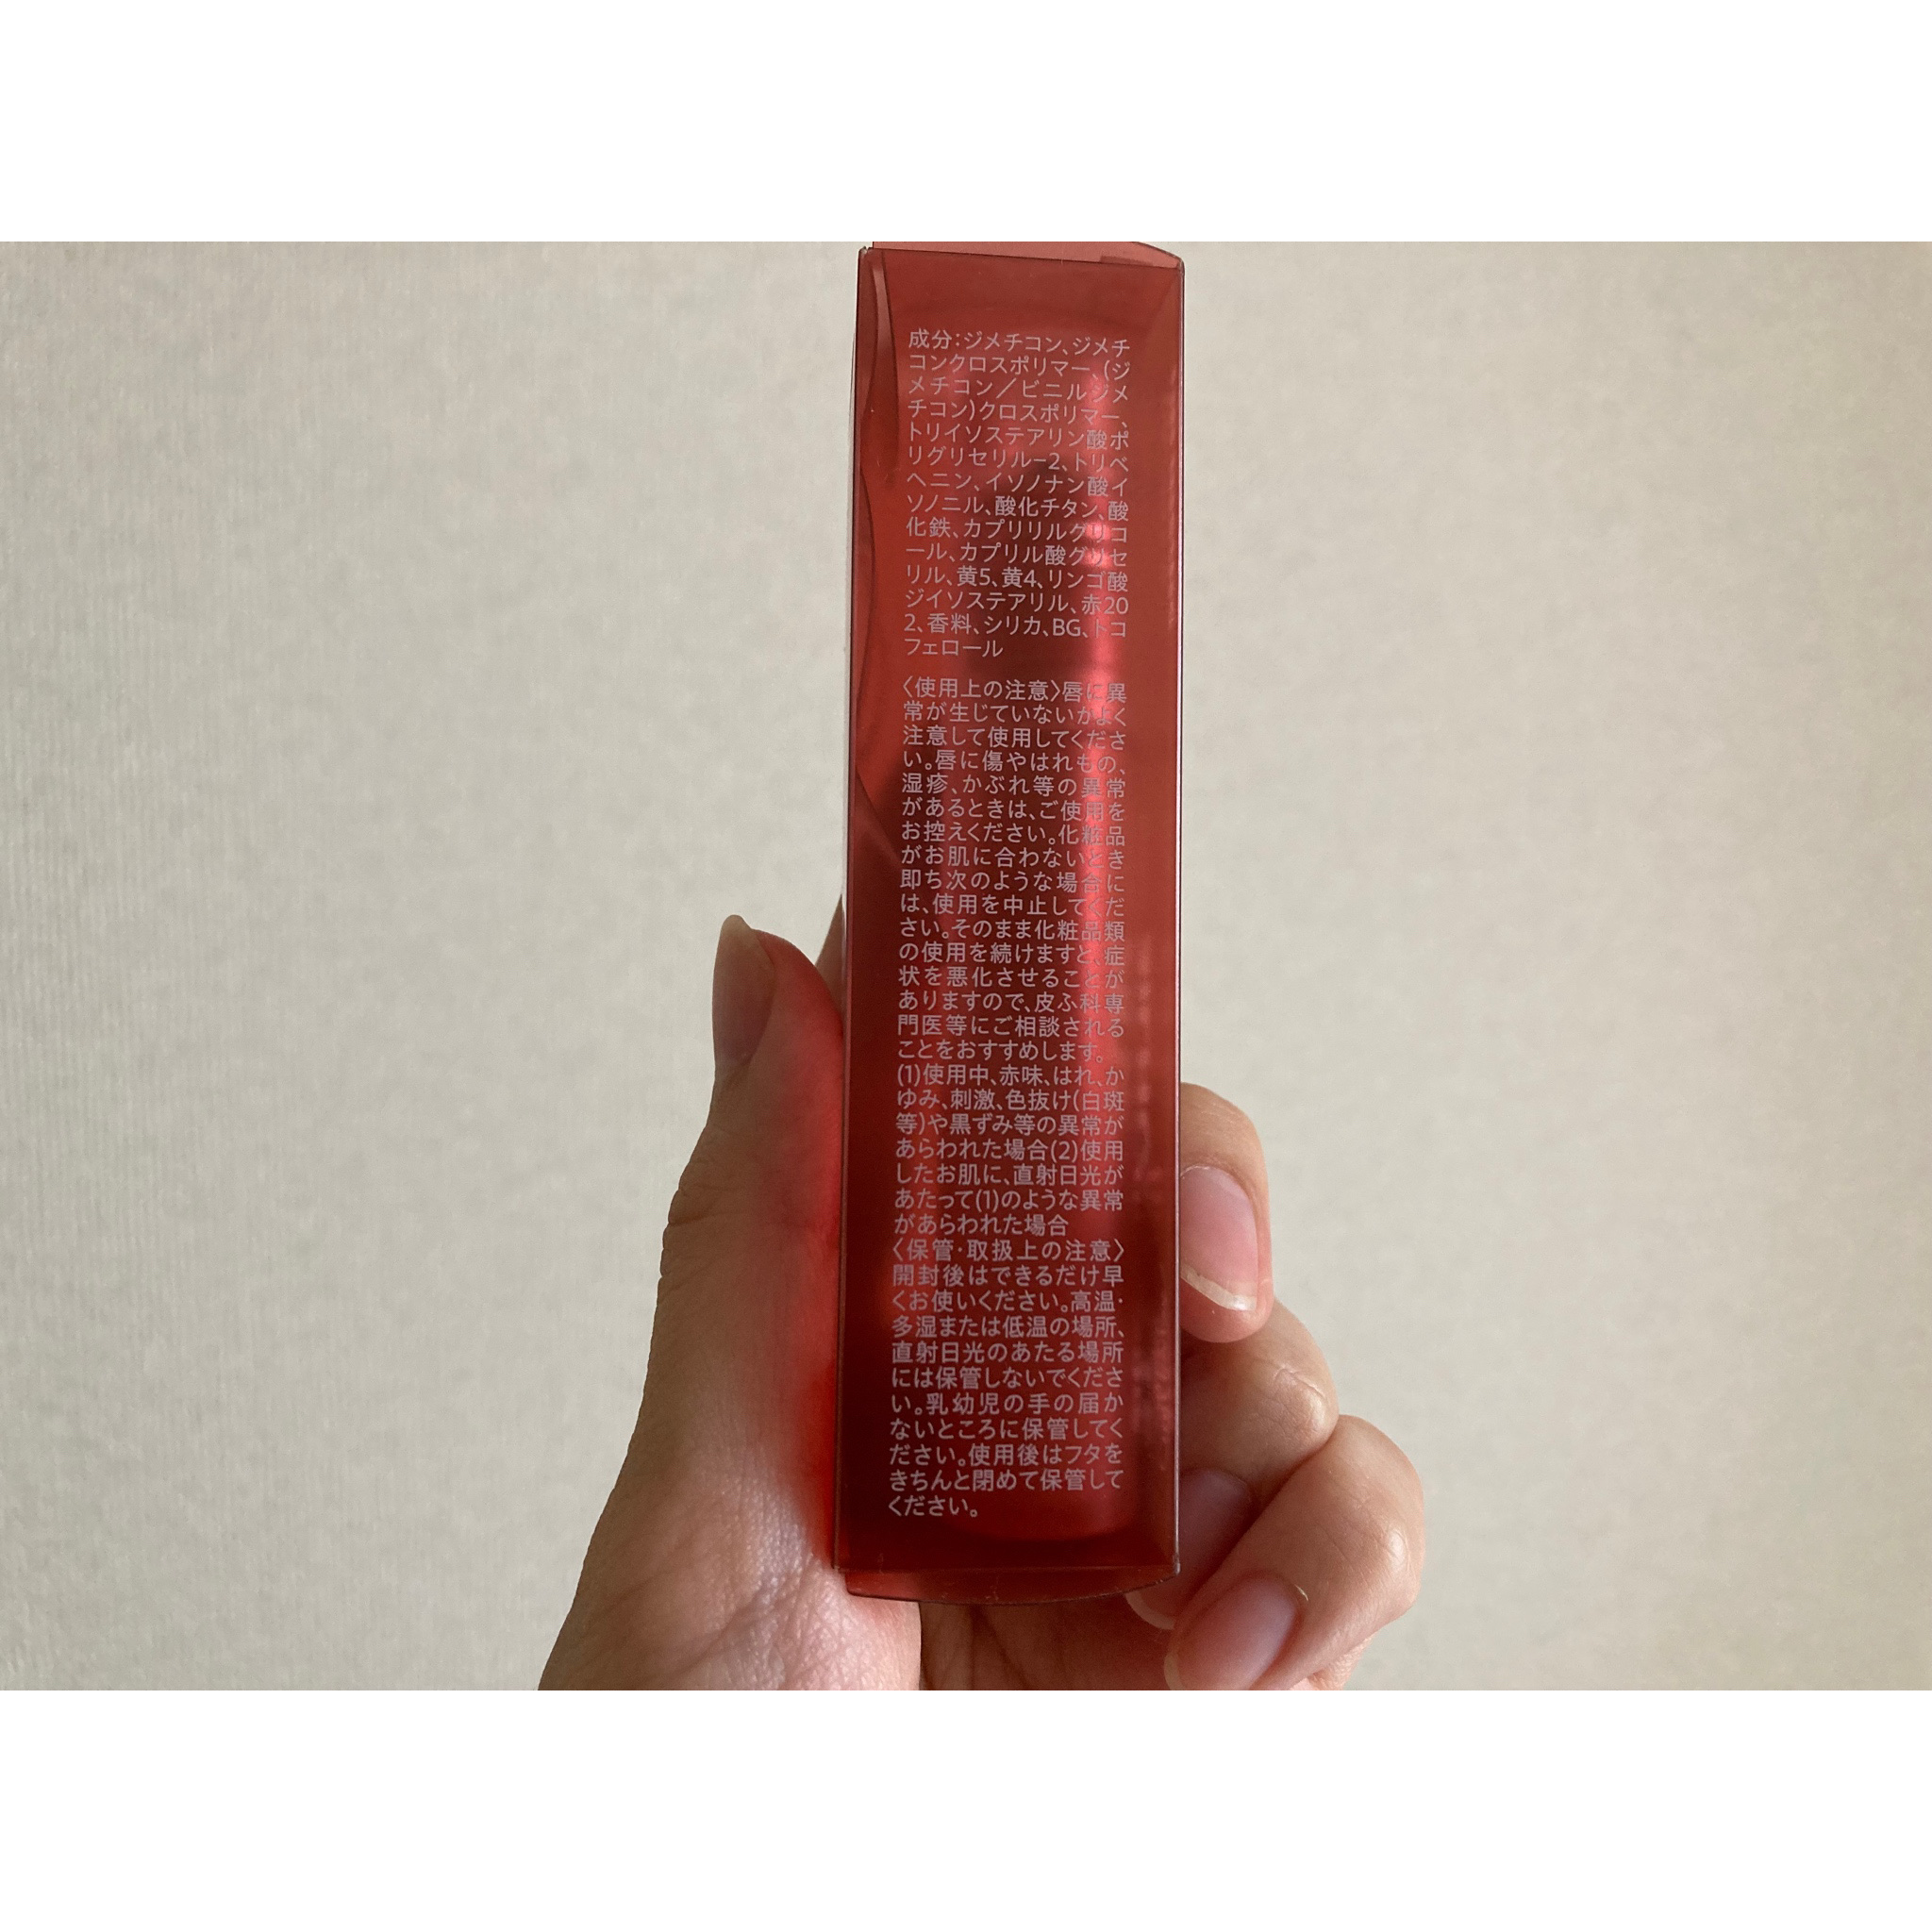 成分:ジメチコン、ジメチ
コンクロスポリマー、(ジ
メチコン／ビニルジメ
チコン)クロスポリマー、
トリイソステアリン酸ポ
リグリセリル-2、トリベ
ヘニン、イソノナン酸イ
ソノニル、酸化チタン、酸
化鉄、カプリリルグリコ
ール、カプリル酸グリセ
リル、黄5、黄4、リンゴ酸
ジイソステアリル、赤20
2、香料、シリカ、BG、トコ
フェロール
〈使用上の注意〉唇に異
常が生じていないかよく
注意して使用してくださ
い。唇に傷やはれもの、
湿疹、かぶれ等の異常
があるときは、ご使用を
お控えください。化粧品
がお肌に合わないとき
即ち次のような場合に
は、使用を中止してくだ
さい。そのまま化粧品類
の使用を続けますと、症
状を悪化させることが
ありますので、皮ふ科専
門医等にご相談される
ことをおすすめします。
(1)使用中、赤味、はれ、か
ゆみ、刺激、色抜け(白斑
等)や黒ずみ等の異常が
あらわれた場合(2)使用
したお肌に、直射日光が
あたって(1)のような異常
があらわれた場合
〈保管・取扱上の注意〉
開封後はできるだけ早
くお使いください。高温・
多湿または低温の場所、
直射日光のあたる場所
には保管しないでくださ
い。乳幼児の手の届か
ないところに保管してく
ださい。使用後はフタを
きちんと閉めて保管して
ください。